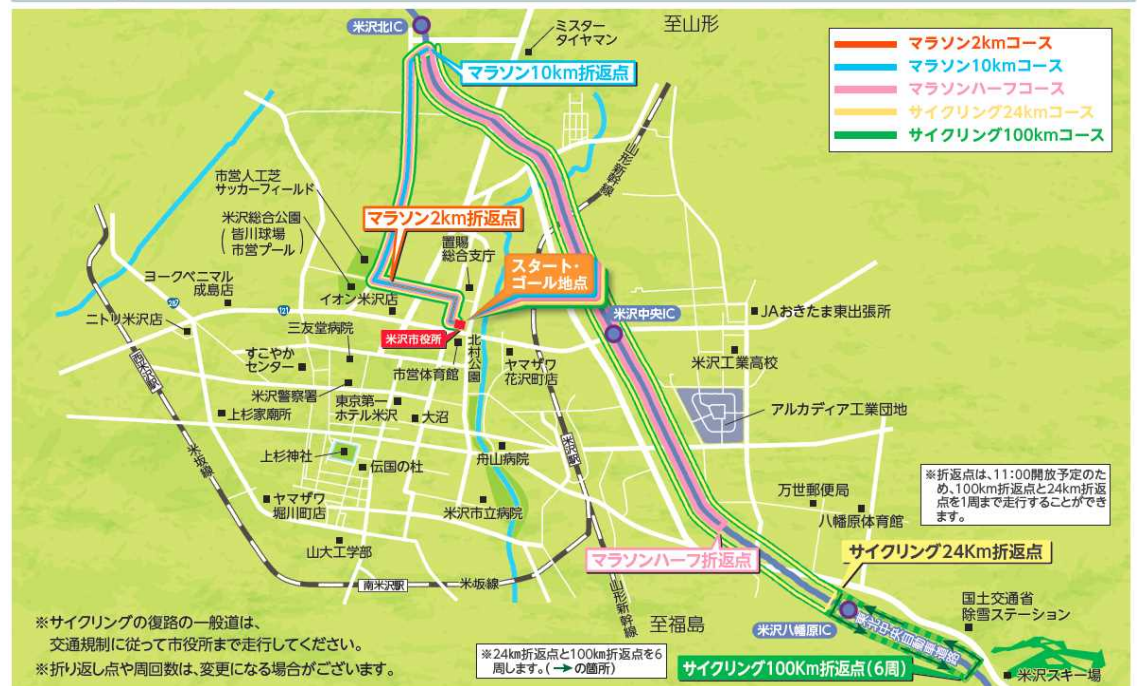 米沢北IC
ミスター
タイヤマン
至山形
マラソン2kmコース
マラソン10kmコース
マラソンハーフコース
サイクリング24kmコース
サイクリング100kmコース
マラソン10km折返点
山形新幹線
市営人工芝
サッカーフィールド
米沢総合公園
(皆川球場
市営プール)
マラソン2km折返点
置賜
総合支庁
スタート・
ゴール地点
ヨークベニマル
成島店
イオン米沢店
287
121
ニトリ米沢店
三友堂病院
米沢市役所
米沢中央IC
JAおきたま東出張所
すこやか
センター
市営体育館
北村公園
ヤマザワ
花沢町店
米沢工業高校
西米沢駅
米沢警察署
東京第一
ホテル米沢
大沼
上杉家廟所
アルカディア工業団地
米坂線
上杉神社
伝国の杜
舟山病院
米沢駅
※折返点は、11:00開放予定のた
め、100km折返点と24km折返
点を1周まで走行することができ
ます。
ヤマザワ
堀川町店
米沢市立病院
万世郵便局
八幡原体育館
山大工学部
マラソンハーフ折返点
サイクリング24Km折返点
南米沢駅
米坂線
山形新幹線
至福島
米沢八幡原IC
東北中央自動車道路
国土交通省
除雪ステーション
※サイクリングの復路の一般道は、
交通規制に従って市役所まで走行してください。
※折り返し点や周回数は、変更になる場合がございます。
※24km折返点と100km折返点を6
周します。(→の箇所)
サイクリング100Km折返点(6周)
米沢スキー場